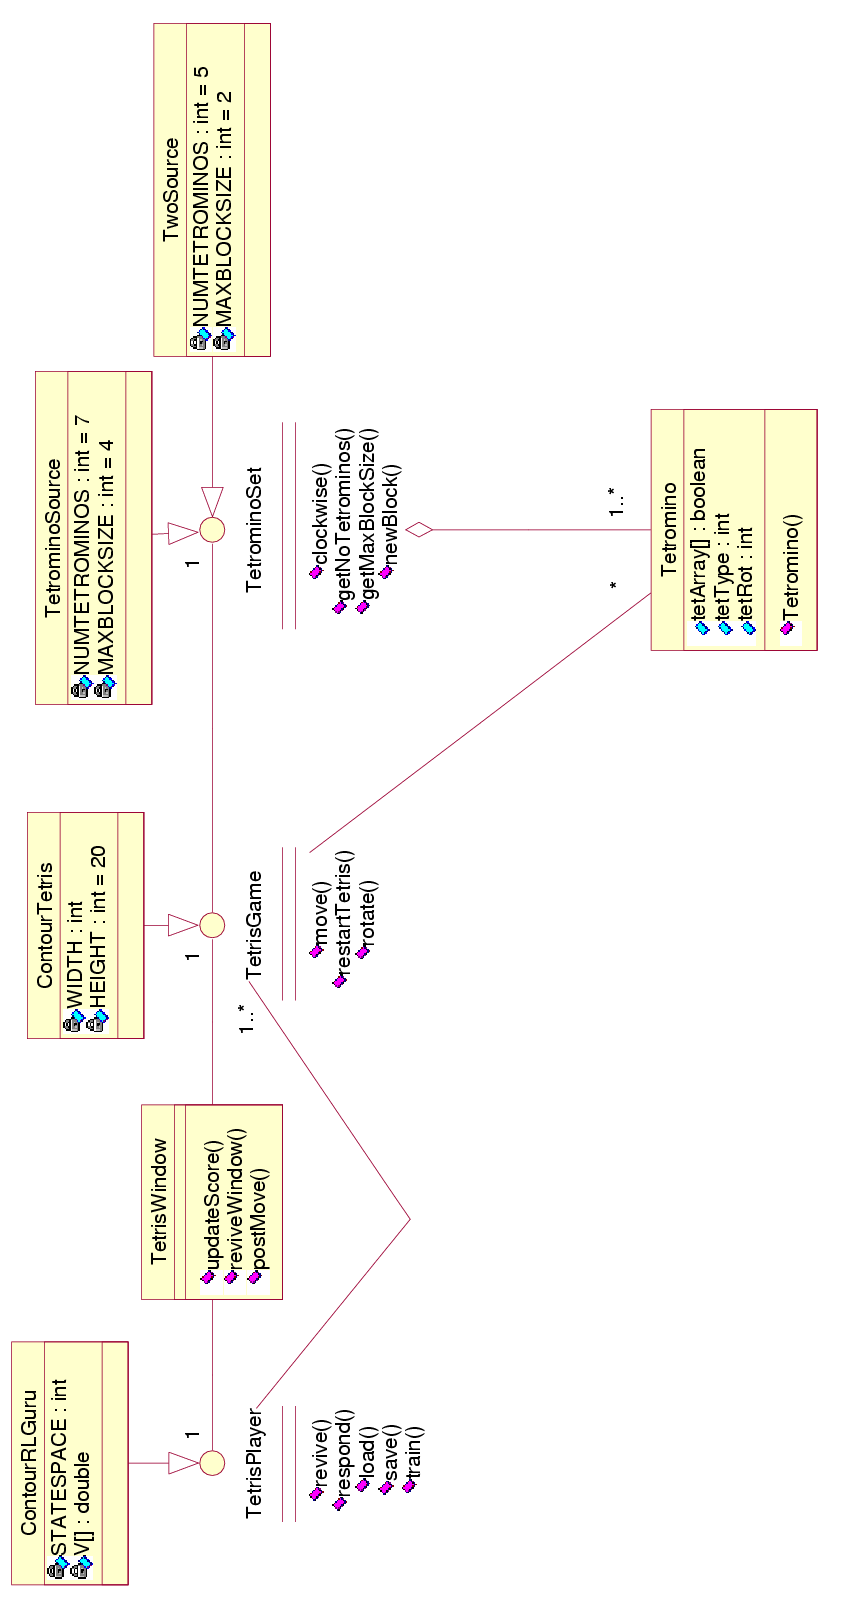 ContourRLGuru
STATESPACE : int
V[] : double
TetrisPlayer
revive()
respond()
load()
save()
train()
1
TetrisWindow
updateScore()
reviveWindow()
postMove()
ContourTetris
WIDTH : int
HEIGHT : int = 20
1
TetrisGame
1..*
move()
restartTetris()
rotate()
TetrominoSource
NUMTETROMINOS : int = 7
MAXBLOCKSIZE : int = 4
1
TetrominoSet
clockwise()
getNoTetrominos()
getMaxBlockSize()
newBlock()
TwoSource
NUMTETROMINOS : int = 5
MAXBLOCKSIZE : int = 2
*
1..*
Tetromino
tetArray[] : boolean
tetType : int
tetRot : int
Tetromino()